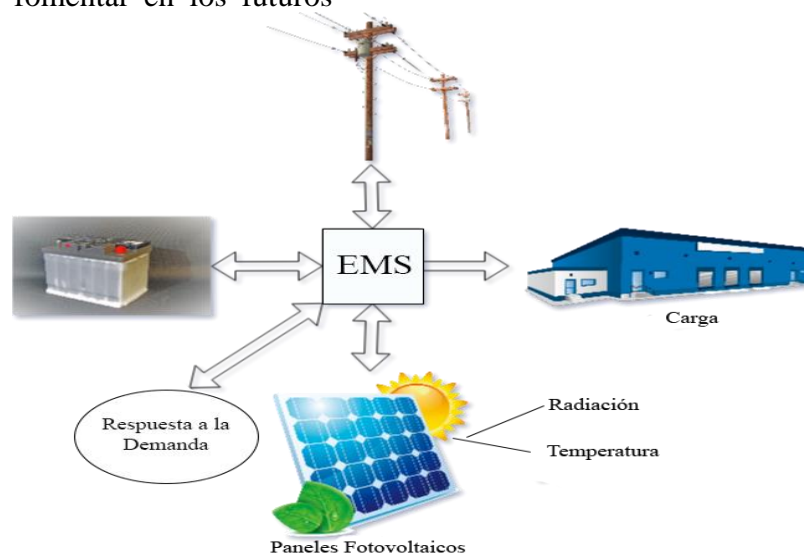 fomentar en los futuros
EMS
Carga
Respuesta a la
Demanda
Radiación
Temperatura
Paneles Fotovoltaicos